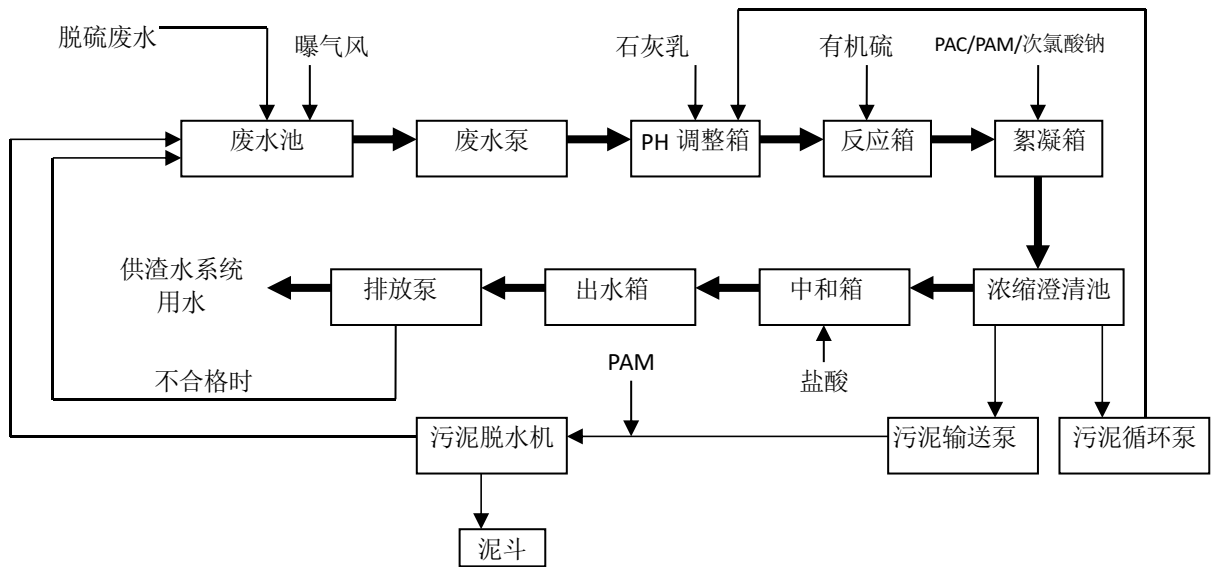 脱硫废水
曝气风
石灰乳
有机硫
PAC/PAM/次氯酸钠
废水池
废水泵
PH 调整箱
反应箱
絮凝箱
供渣水系统
用水
排放泵
出水箱
中和箱
浓缩澄清池
不合格时
PAM
盐酸
污泥脱水机
污泥输送泵
污泥循环泵
泥斗